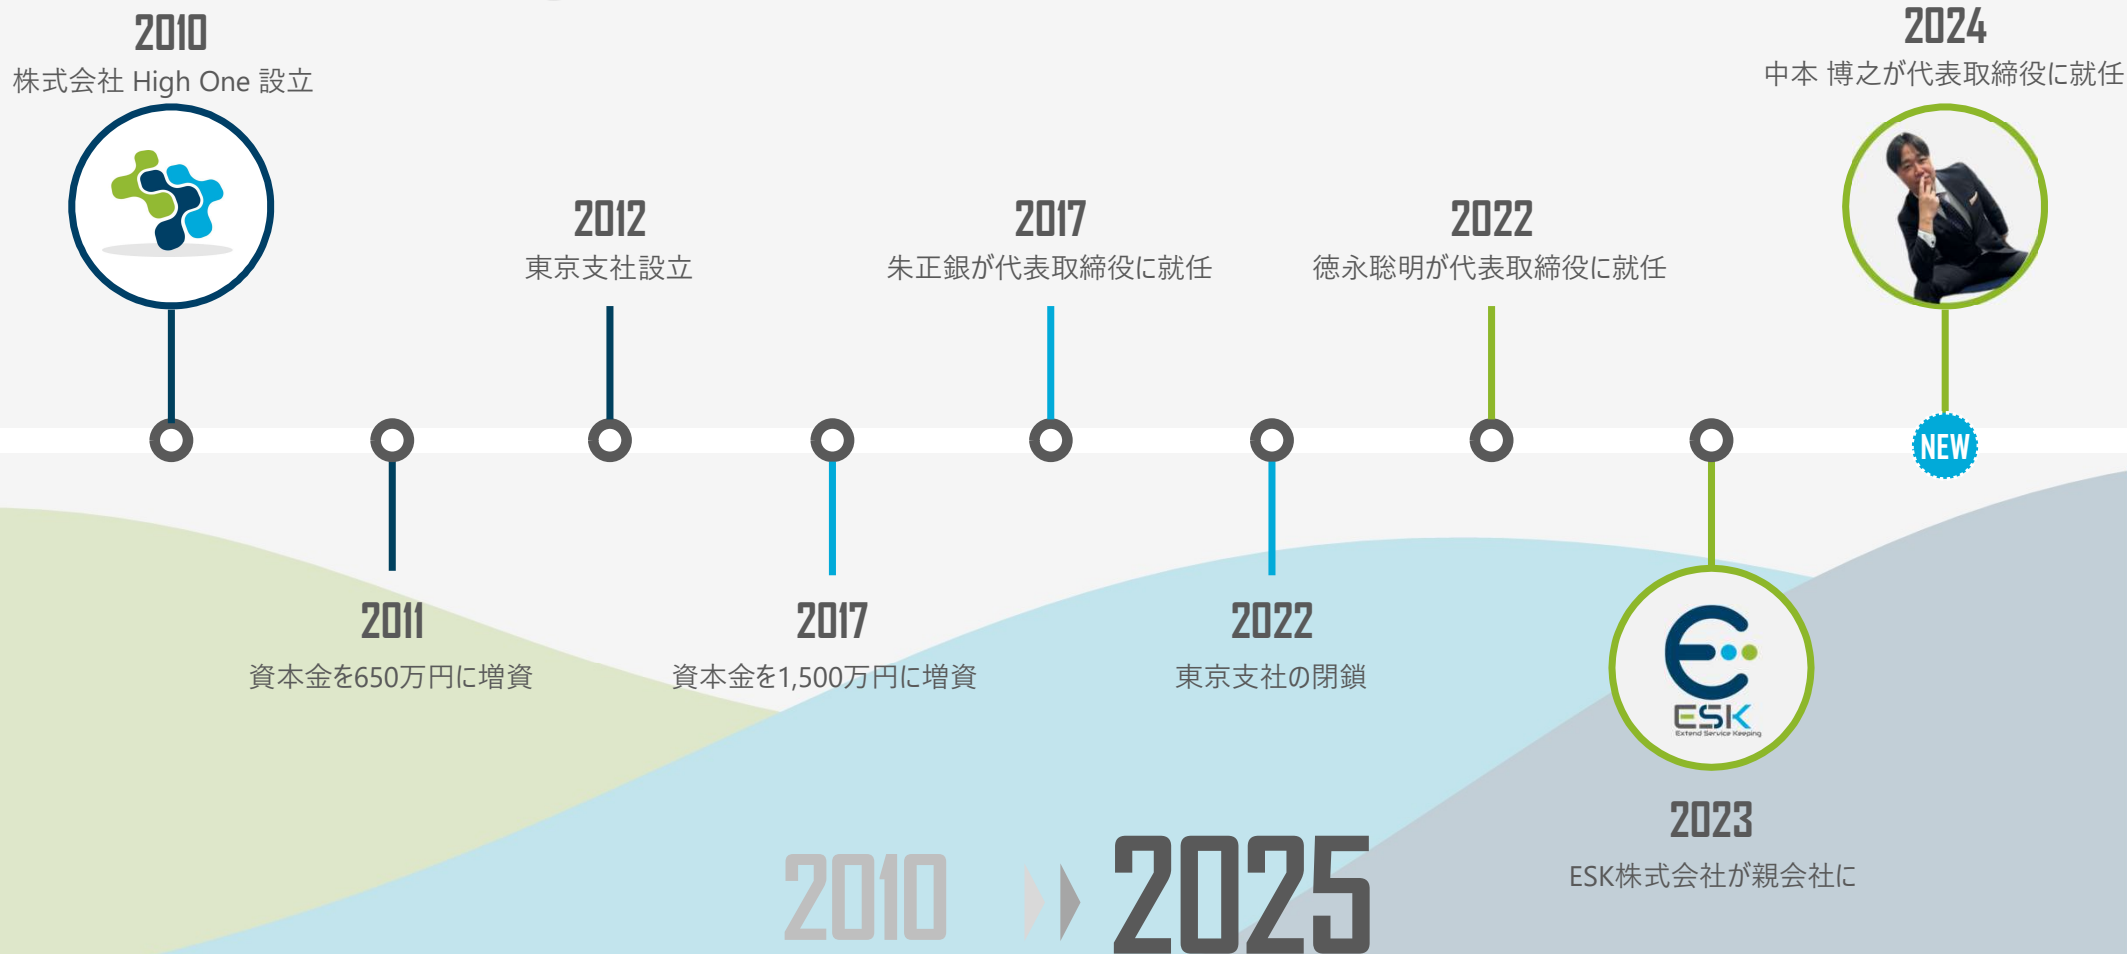 2010
株式会社 High One 設立
2011
資本金を650万円に増資
2012
東京支社設立
2017
資本金を1,500万円に増資
2017
朱正銀が代表取締役に就任
2022
東京支社の閉鎖
2022
徳永聡明が代表取締役に就任
ESK
Extend Service Keeping
2023
ESK株式会社が親会社に
2024
中本 博之が代表取締役に就任
NEW
2010
2025